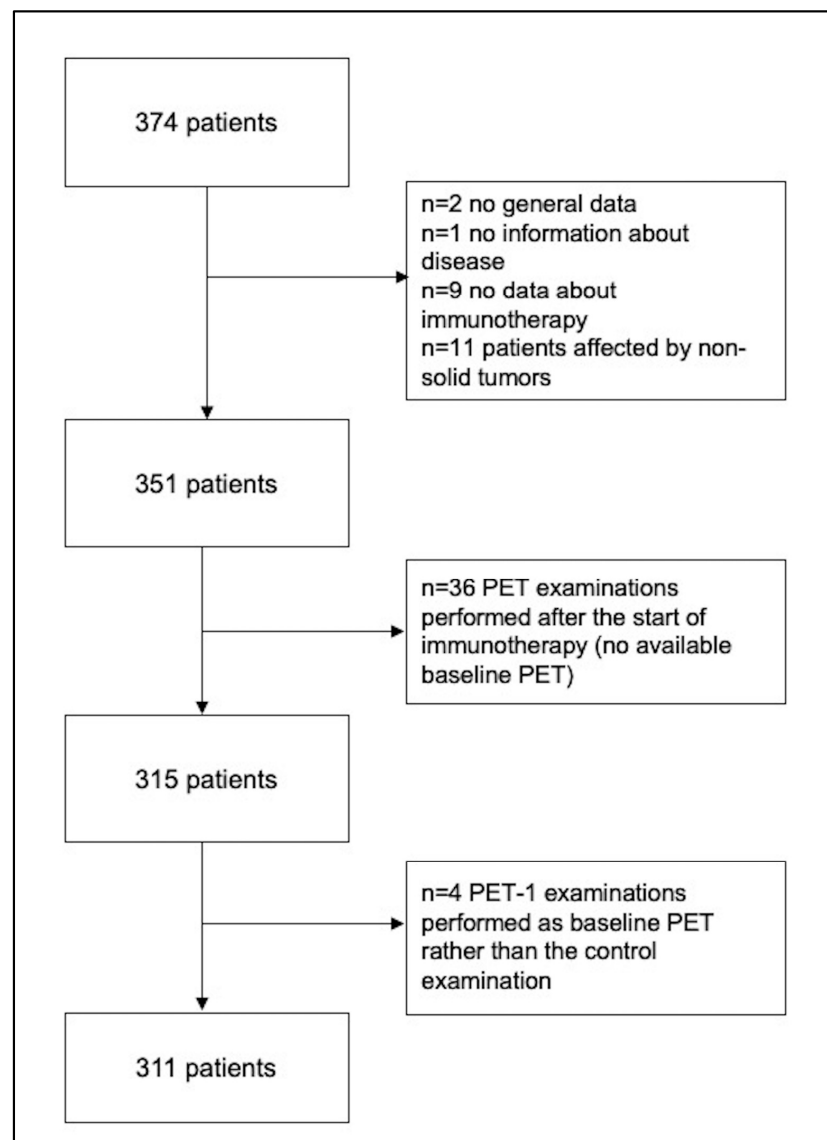 374 patients
n=2 no general data
n=1 no information about
disease
n=9 no data about
immunotherapy
n=11 patients affected by non-
solid tumors
351 patients
n=36 PET examinations
performed after the start of
immunotherapy (no available
baseline PET)
315 patients
n=4 PET-1 examinations
performed as baseline PET
rather than the control
examination
311 patients